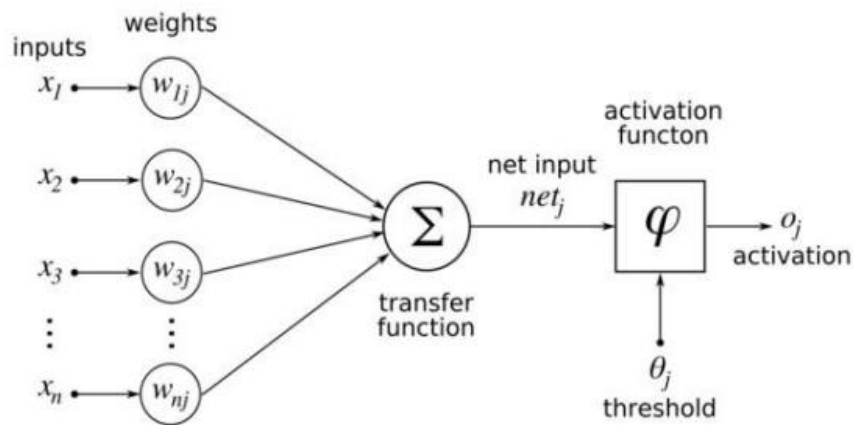 weights
inputs
x₁
w₁ⱼ
activation
functon
x₂
w₂ⱼ
net input
netⱼ
Σ
φ
oⱼ
activation
x₃
w₃ⱼ
transfer
function
⋮
⋮
θⱼ
threshold
xₙ
wₙⱼ